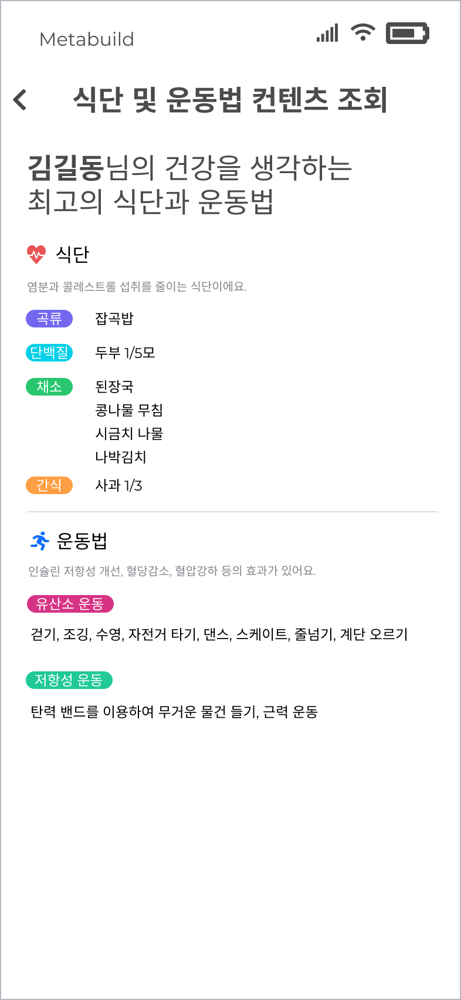 Metabuild
식단 및 운동법 컨텐츠 조회
김길동님의 건강을 생각하는
최고의 식단과 운동법
식단
염분과 콜레스트롤 섭취를 줄이는 식단이에요.
곡류 잡곡밥
단백질 두부 1/5모
채소 된장국
콩나물 무침
시금치 나물
나박김치
간식 사과 1/3
운동법
인슐린 저항성 개선, 혈당감소, 혈압강하 등의 효과가 있어요.
유산소 운동
걷기, 조깅, 수영, 자전거 타기, 댄스, 스케이트, 줄넘기, 계단 오르기
저항성 운동
탄력 밴드를 이용하여 무거운 물건 들기, 근력 운동